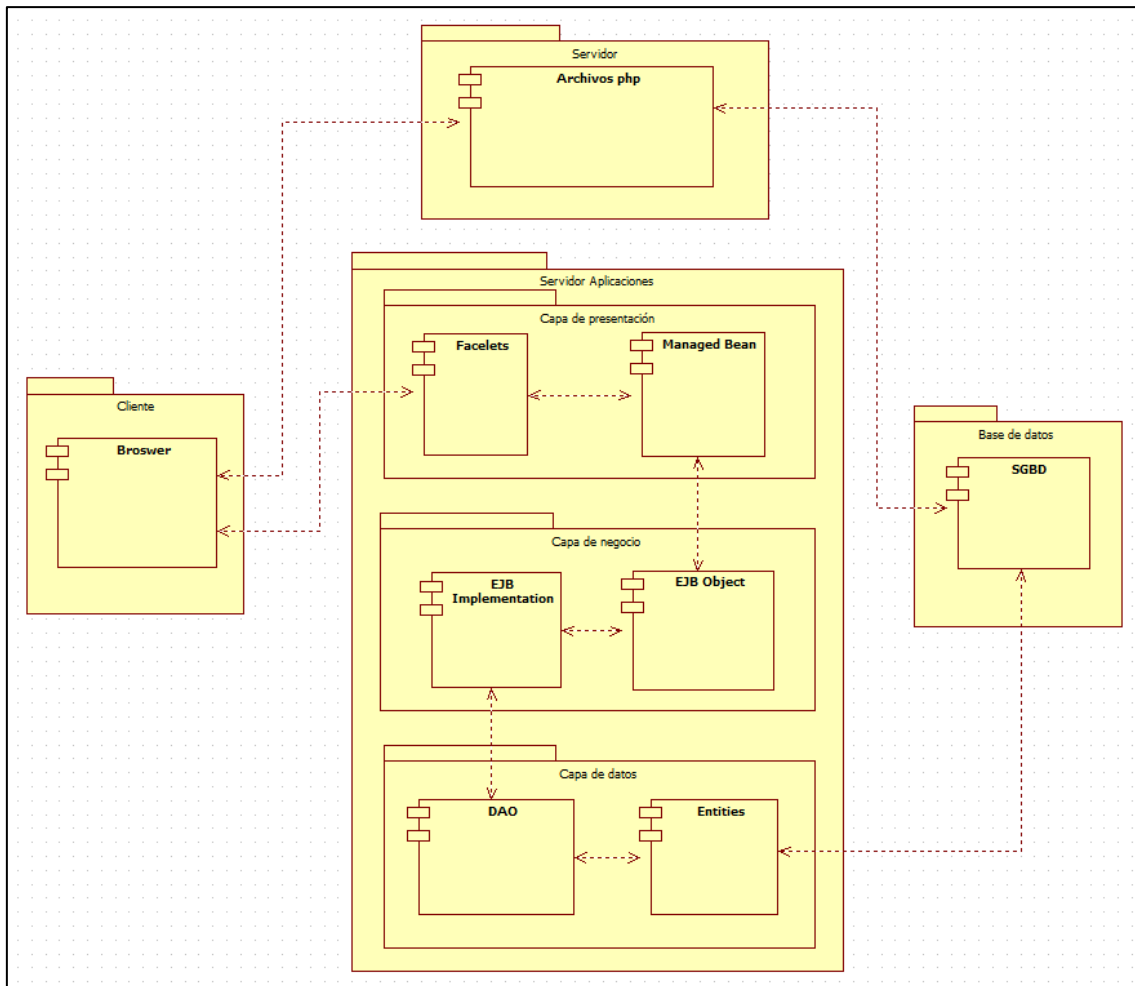 Servidor
Archivos php
Servidor Aplicaciones
Capa de presentación
Facelets
Managed Bean
Cliente
Broswer
Base de datos
SGBD
Capa de negocio
EJB
Implementation
EJB Object
Capa de datos
DAO
Entities